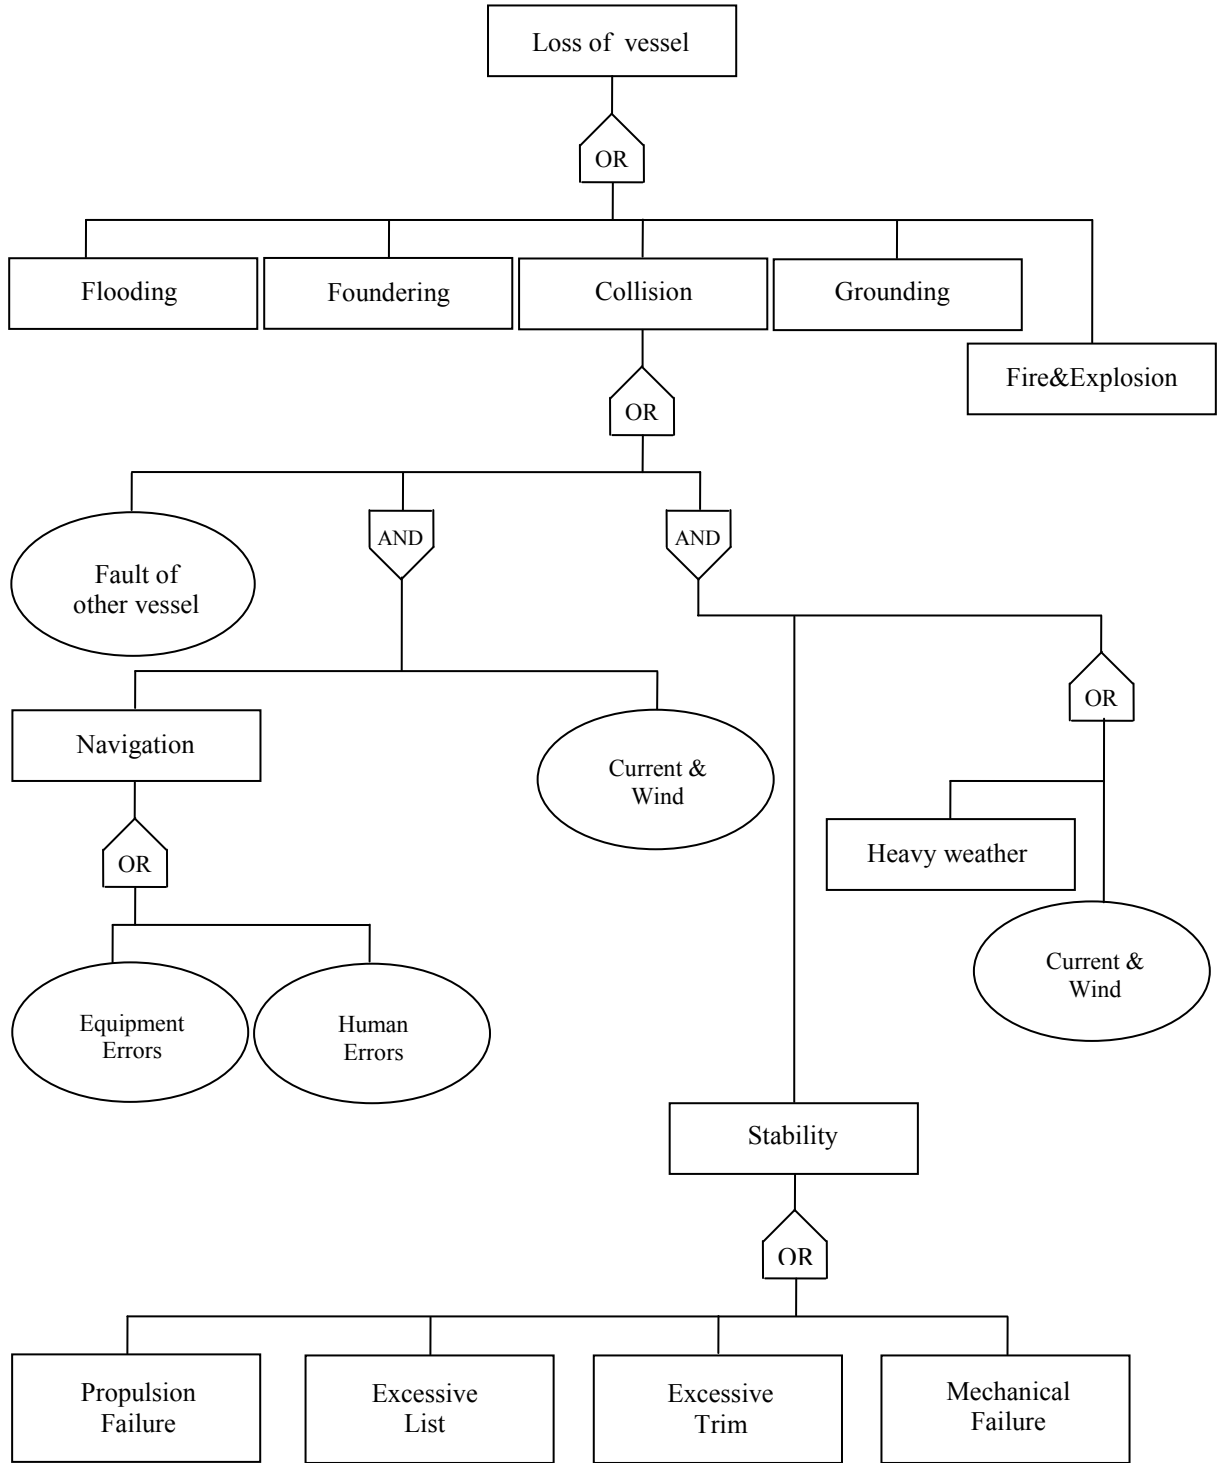 Loss of vessel
OR
Flooding
Foundering
Collision
Grounding
Fire&Explosion
OR
Fault of
other vessel
AND
AND
Navigation
Current &
Wind
OR
OR
Heavy weather
Equipment
Errors
Human
Errors
Current &
Wind
Stability
OR
Propulsion
Failure
Excessive
List
Excessive
Trim
Mechanical
Failure